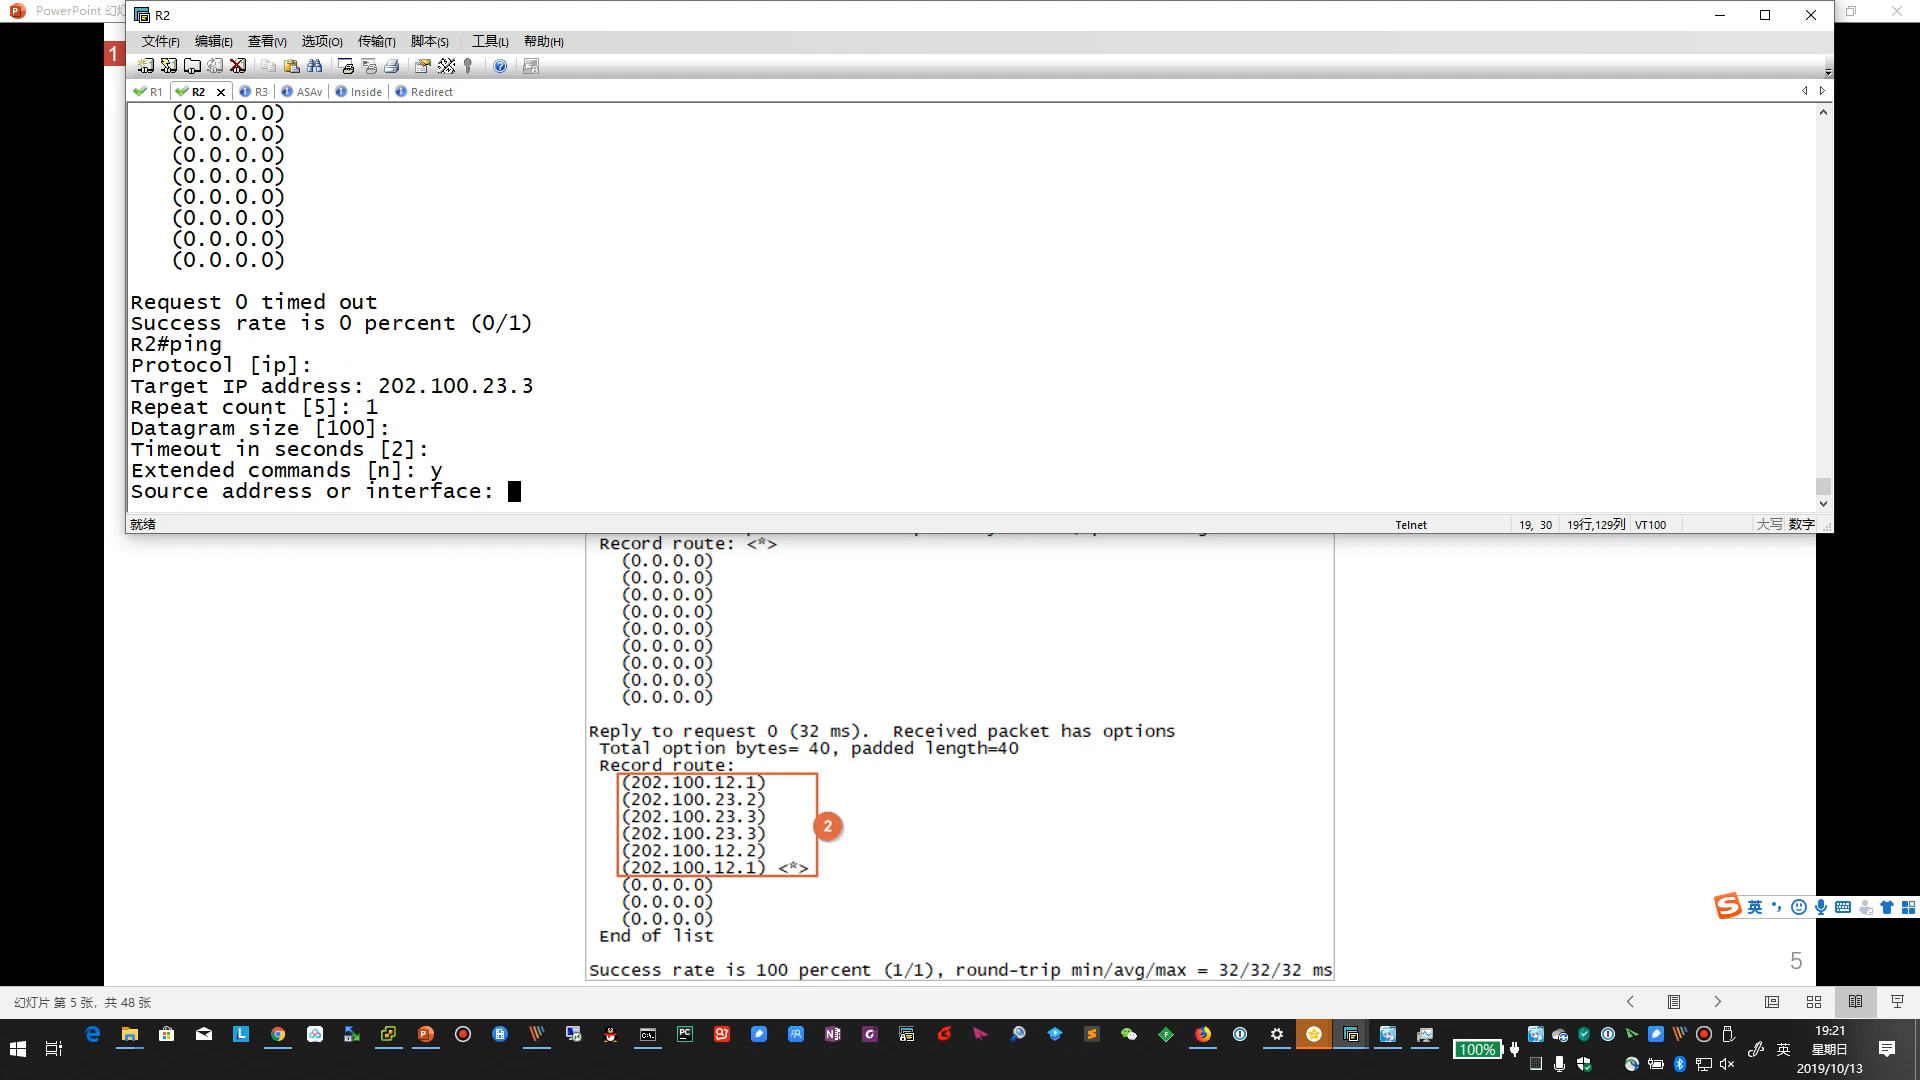 PowerPoint 幻灯
R2
文件(F) 编辑(E) 查看(V) 选项(O) 传输(T) 脚本(S) 工具(L) 帮助(H)
1
R1 R2 R3 ASAv Inside Redirect
(0.0.0.0)
(0.0.0.0)
(0.0.0.0)
(0.0.0.0)
(0.0.0.0)
(0.0.0.0)
(0.0.0.0)
(0.0.0.0)
Request 0 timed out
Success rate is 0 percent (0/1)
R2#ping
Protocol [ip]:
Target IP address: 202.100.23.3
Repeat count [5]: 1
Datagram size [100]:
Timeout in seconds [2]:
Extended commands [n]: y
Source address or interface:
就绪 Telnet 19, 30 19行,129列 VT100 大写 数字
Record route: <*>
(0.0.0.0)
(0.0.0.0)
(0.0.0.0)
(0.0.0.0)
(0.0.0.0)
(0.0.0.0)
(0.0.0.0)
(0.0.0.0)
(0.0.0.0)
Reply to request 0 (32 ms).  Received packet has options
Total option bytes= 40, padded length=40
Record route:
(202.100.12.1)
(202.100.23.2)
(202.100.23.3)
(202.100.23.3)
(202.100.12.2)
(202.100.12.1) <*>
2
(0.0.0.0)
(0.0.0.0)
(0.0.0.0)
End of list
Success rate is 100 percent (1/1), round-trip min/avg/max = 32/32/32 ms
英
5
幻灯片 第 5 张，共 48 张
100%
英
19:21
星期日
2019/10/13